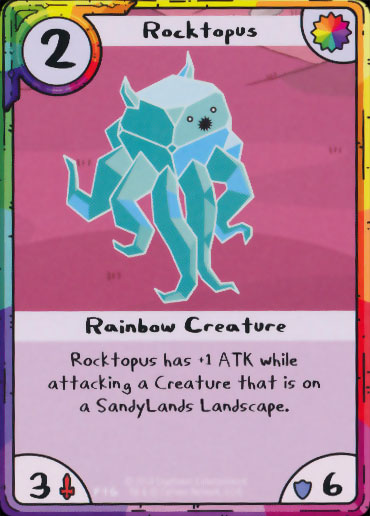 2
Rocktopus
Rainbow Creature
Rocktopus has +1 ATK while
attacking a Creature that is on
a SandyLands Landscape.
3
6